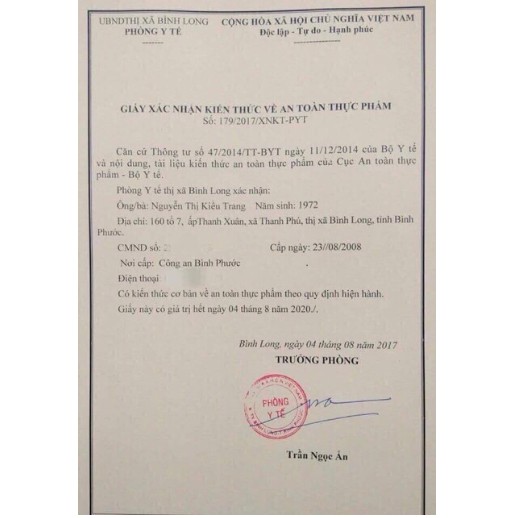 UBND THỊ XÃ BÌNH LONG
PHÒNG Y TẾ
CỘNG HÒA XÃ HỘI CHỦ NGHĨA VIỆT NAM
Độc lập - Tự do - Hạnh phúc
GIẤY XÁC NHẬN KIẾN THỨC VỀ AN TOÀN THỰC PHẨM
Số: 179/2017/XNKT-PYT
Căn cứ Thông tư số 47/2014/TT-BYT ngày 11/12/2014 của Bộ Y tế
và nội dung, tài liệu kiến thức an toàn thực phẩm của Cục An toàn thực
phẩm - Bộ Y tế.
Phòng Y tế thị xã Bình Long xác nhận:
Ông/bà: Nguyễn Thị Kiều Trang Năm sinh: 1972
Địa chỉ: 160 tổ 7, ấpThanh Xuân, xã Thanh Phú, thị xã Bình Long, tỉnh Bình
Phước.
CMND số: 2 Cấp ngày: 23//08/2008
Nơi cấp: Công an Bình Phước
Điện thoại
Có kiến thức cơ bản về an toàn thực phẩm theo quy định hiện hành.
Giấy này có giá trị hết ngày 04 tháng 8 năm 2020./.
Bình Long, ngày 04 tháng 08 năm 2017
TRƯỞNG PHÒNG
PHÒNG
Y TẾ
Trần Ngọc Ấn